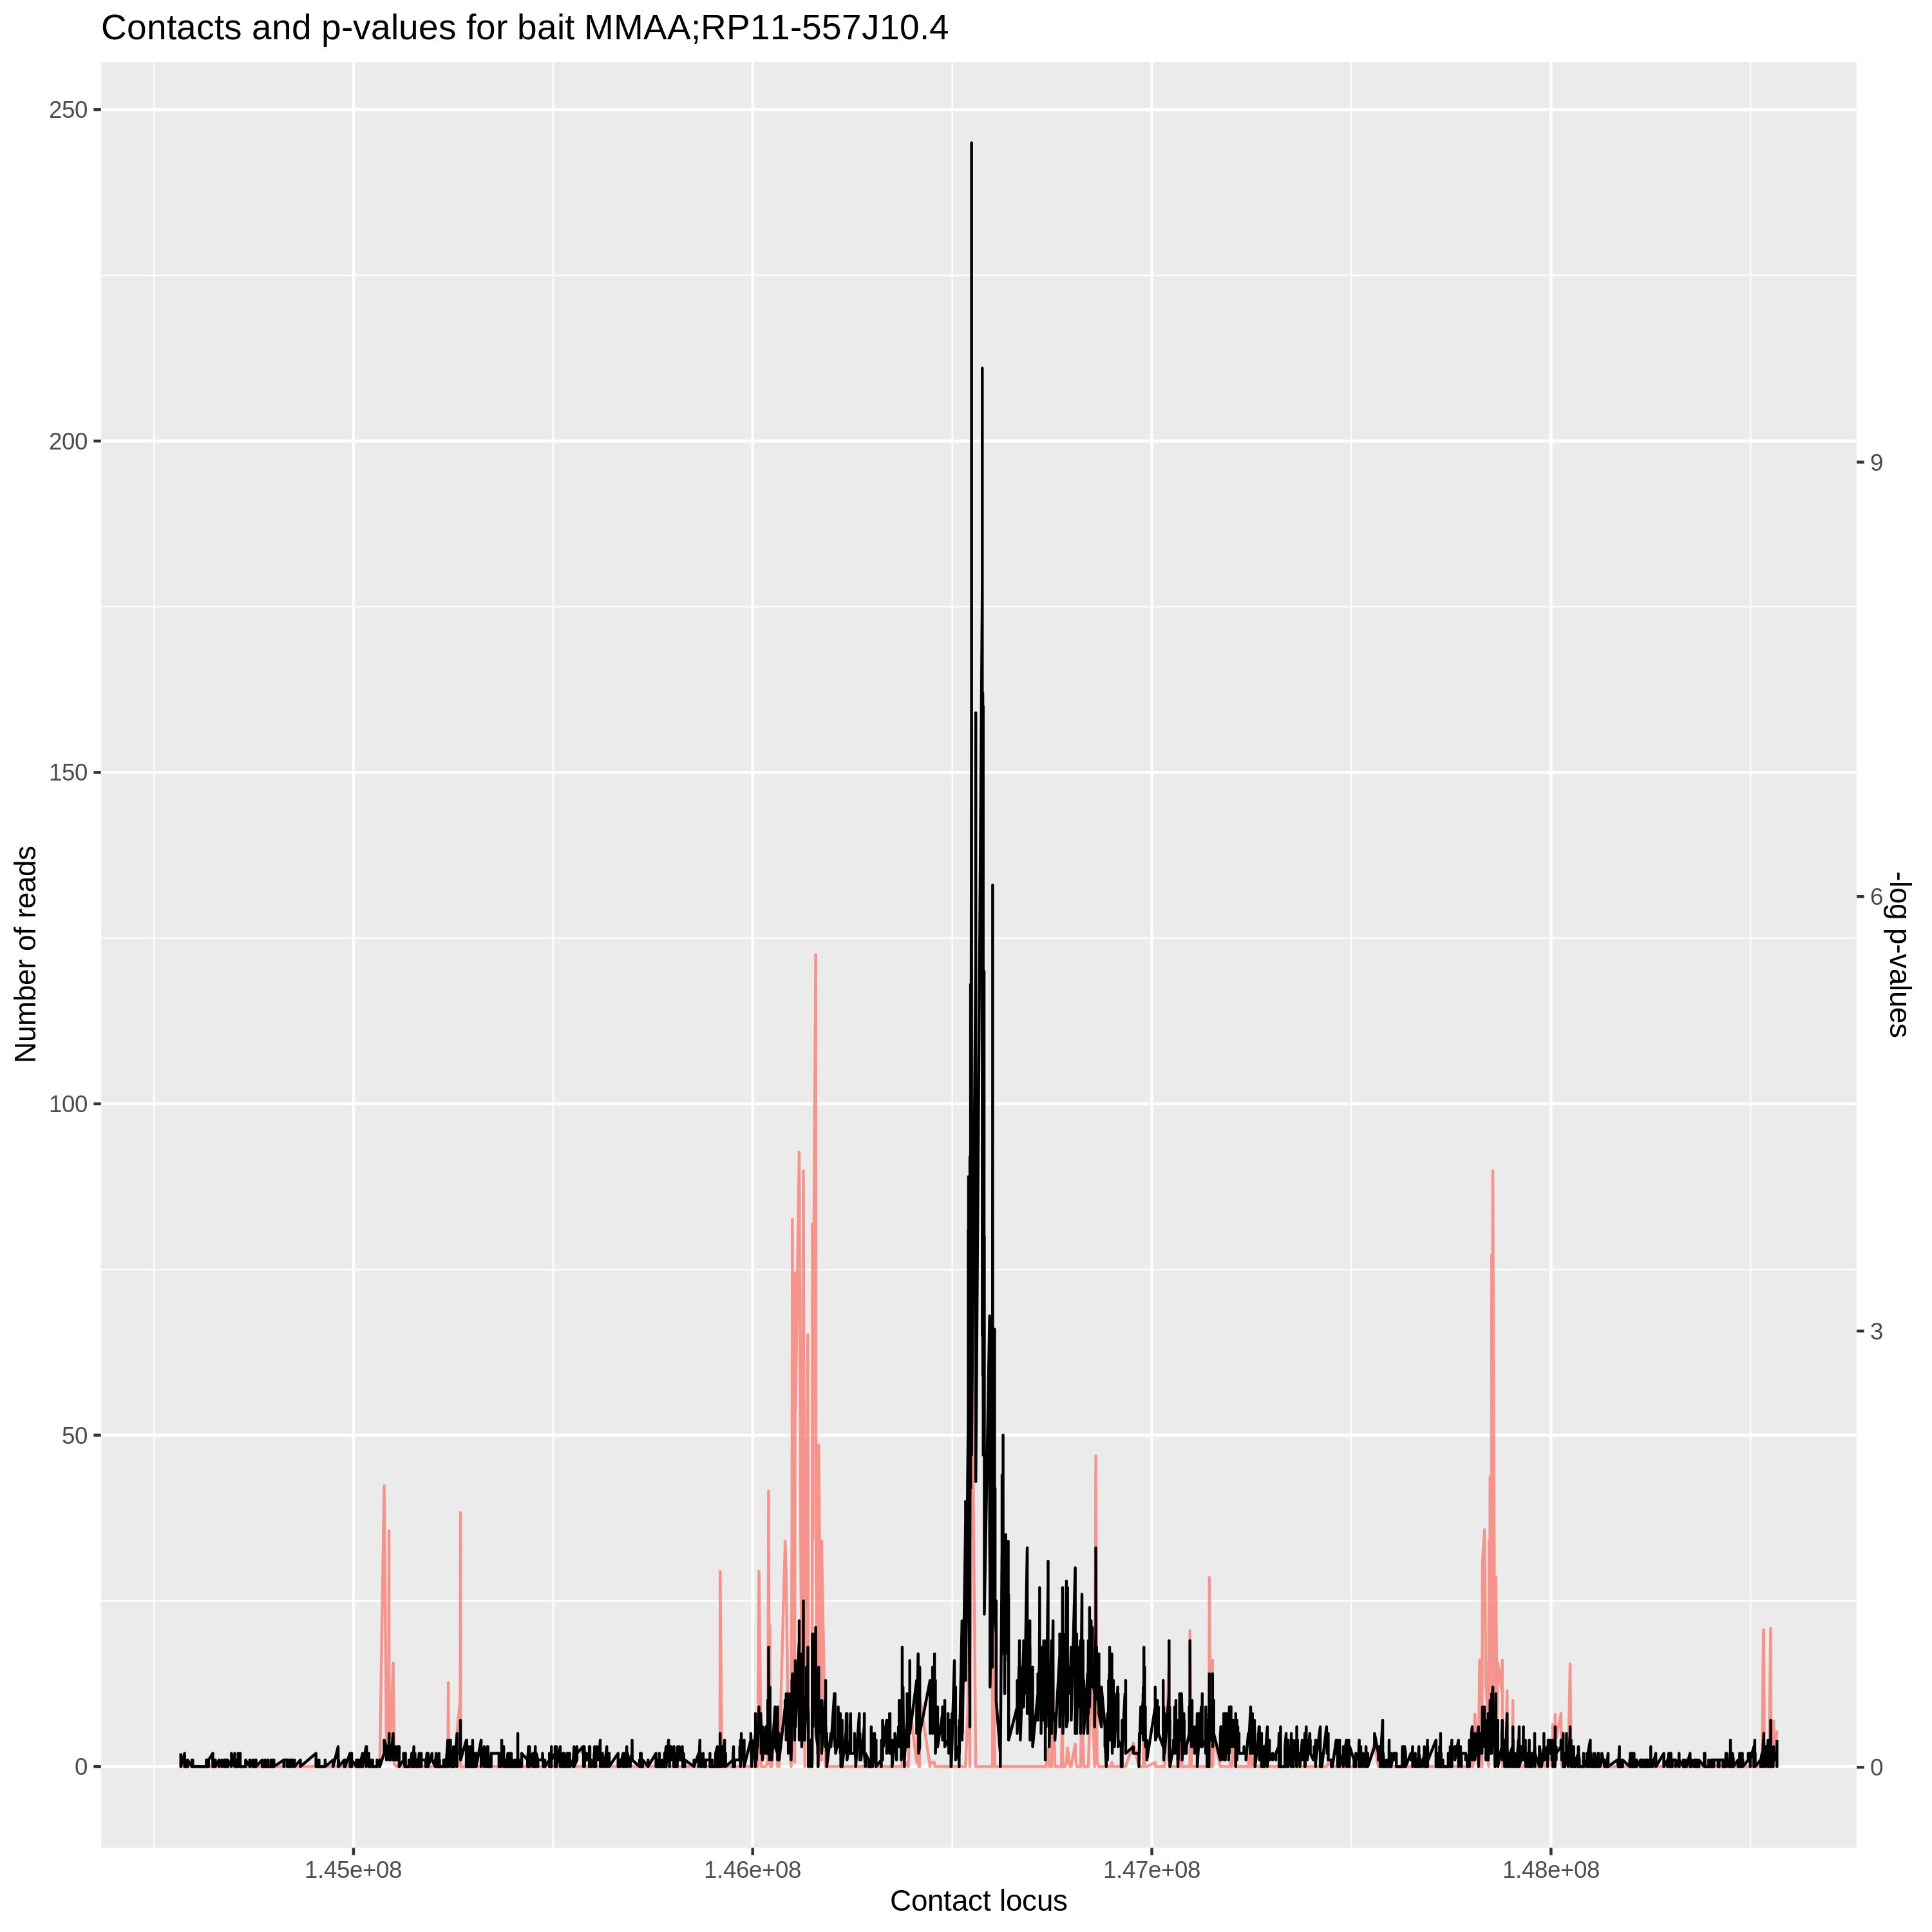 Contacts and p-values for bait MMAA;RP11-557J10.4
250
200
150
100
50
0
Number of reads
9
6
3
0
-log p-values
1.45e+08
1.46e+08
1.47e+08
1.48e+08
Contact locus